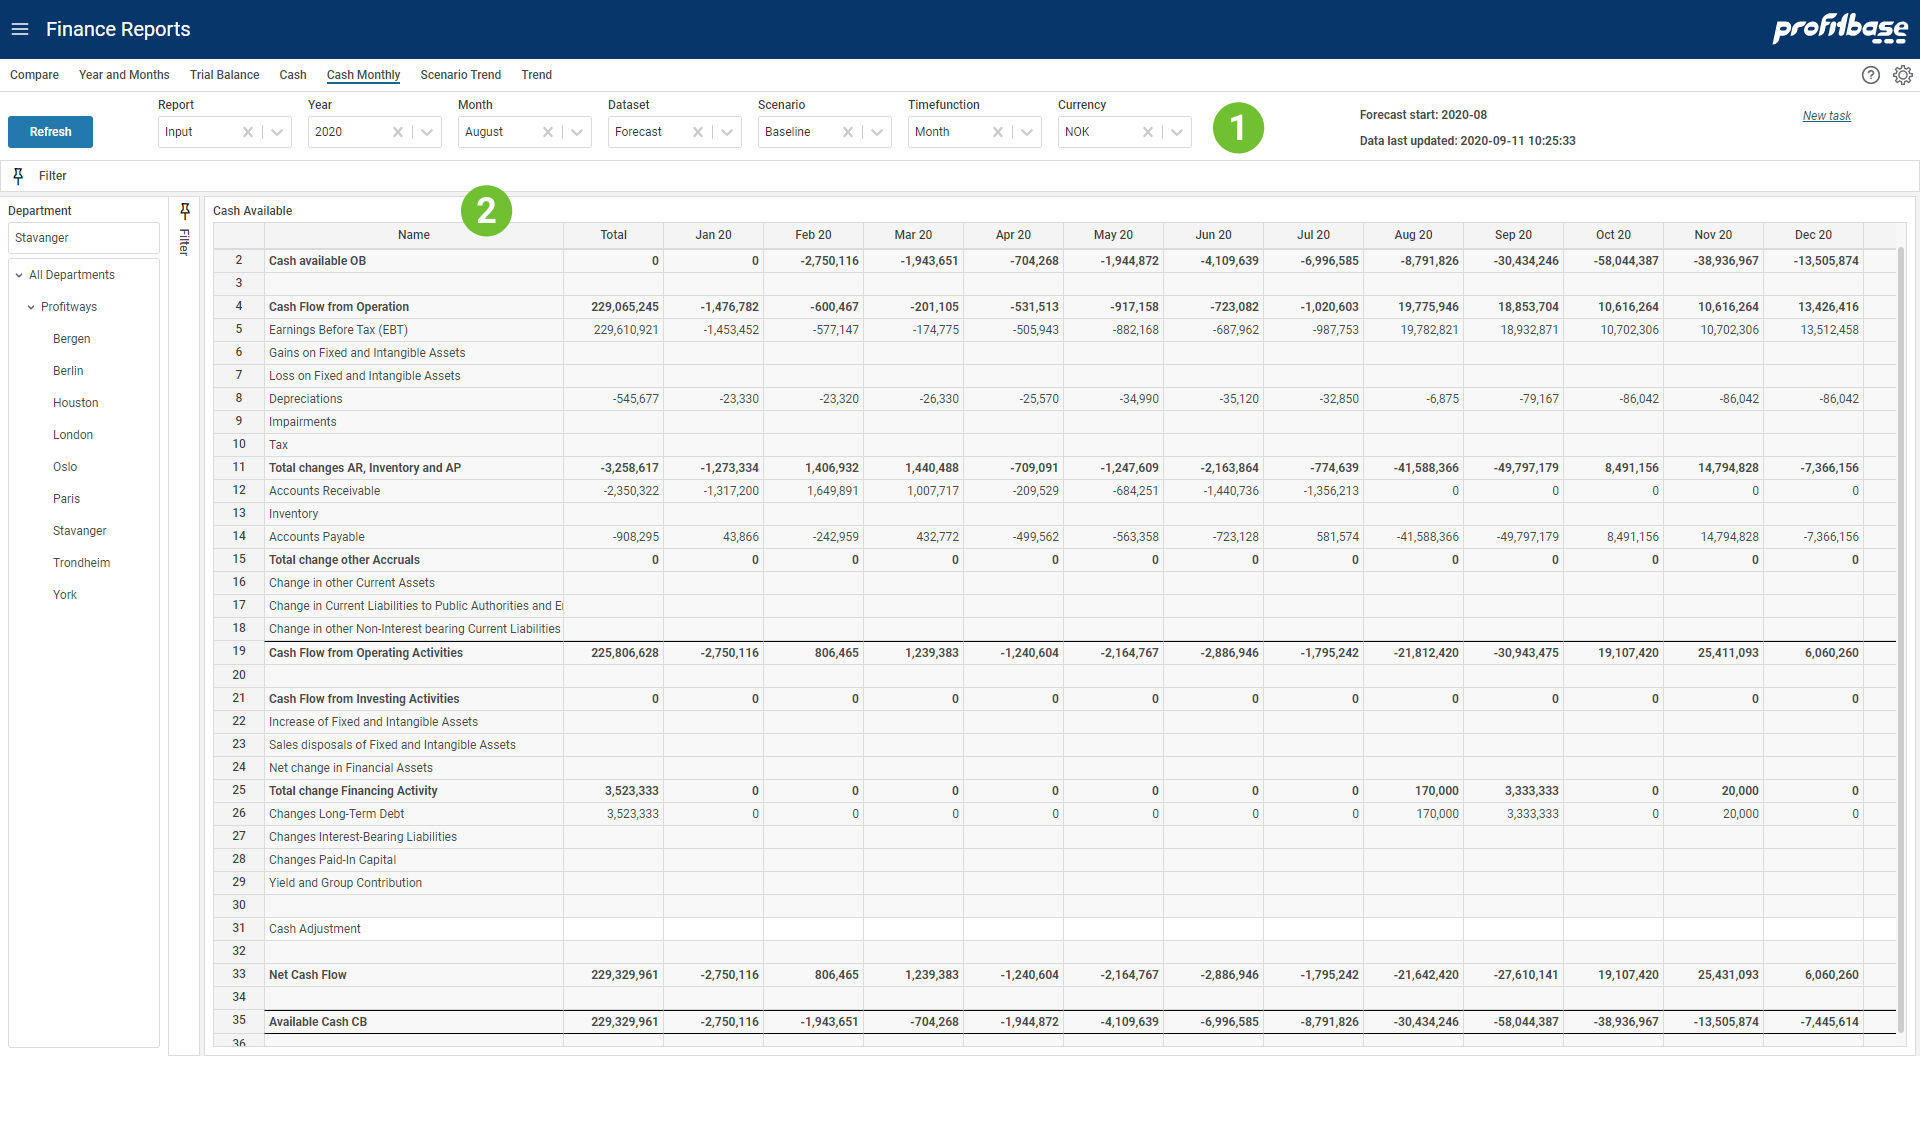 Finance Reports
profitbase
Compare Year and Months Trial Balance Cash Cash Monthly Scenario Trend Trend
Report Year Month Dataset Scenario Timefunction Currency
Refresh Input 2020 August Forecast Baseline Month NOK
1
Forecast start: 2020-08
Data last updated: 2020-09-11 10:25:33
New task
Filter
Department
Stavanger
All Departments
Profitways
Bergen
Berlin
Houston
London
Oslo
Paris
Stavanger
Trondheim
York
Filter
Cash Available
2
Name Total Jan 20 Feb 20 Mar 20 Apr 20 May 20 Jun 20 Jul 20 Aug 20 Sep 20 Oct 20 Nov 20 Dec 20
2 Cash available OB 0 0 -2,750,116 -1,943,651 -704,268 -1,944,872 -4,109,639 -6,996,585 -8,791,826 -30,434,246 -58,044,387 -38,936,967 -13,505,874
3
4 Cash Flow from Operation 229,065,245 -1,476,782 -600,467 -201,105 -531,513 -917,158 -723,082 -1,020,603 19,775,946 18,853,704 10,616,264 10,616,264 13,426,416
5 Earnings Before Tax (EBT) 229,610,921 -1,453,452 -577,147 -174,775 -505,943 -882,168 -687,962 -987,753 19,782,821 18,932,871 10,702,306 10,702,306 13,512,458
6 Gains on Fixed and Intangible Assets
7 Loss on Fixed and Intangible Assets
8 Depreciations -545,677 -23,330 -23,320 -26,330 -25,570 -34,990 -35,120 -32,850 -6,875 -79,167 -86,042 -86,042 -86,042
9 Impairments
10 Tax
11 Total changes AR, Inventory and AP -3,258,617 -1,273,334 1,406,932 1,440,488 -709,091 -1,247,609 -2,163,864 -774,639 -41,588,366 -49,797,179 8,491,156 14,794,828 -7,366,156
12 Accounts Receivable -2,350,322 -1,317,200 1,649,891 1,007,717 -209,529 -684,251 -1,440,736 -1,356,213 0 0 0 0 0
13 Inventory
14 Accounts Payable -908,295 43,866 -242,959 432,772 -499,562 -563,358 -723,128 581,574 -41,588,366 -49,797,179 8,491,156 14,794,828 -7,366,156
15 Total change other Accruals 0 0 0 0 0 0 0 0 0 0 0 0 0
16 Change in other Current Assets
17 Change in Current Liabilities to Public Authorities and E
18 Change in other Non-Interest bearing Current Liabilities
19 Cash Flow from Operating Activities 225,806,628 -2,750,116 806,465 1,239,383 -1,240,604 -2,164,767 -2,886,946 -1,795,242 -21,812,420 -30,943,475 19,107,420 25,411,093 6,060,260
20
21 Cash Flow from Investing Activities 0 0 0 0 0 0 0 0 0 0 0 0 0
22 Increase of Fixed and Intangible Assets
23 Sales disposals of Fixed and Intangible Assets
24 Net change in Financial Assets
25 Total change Financing Activity 3,523,333 0 0 0 0 0 0 0 170,000 3,333,333 0 20,000 0
26 Changes Long-Term Debt 3,523,333 0 0 0 0 0 0 0 170,000 3,333,333 0 20,000 0
27 Changes Interest-Bearing Liabilities
28 Changes Paid-In Capital
29 Yield and Group Contribution
30
31 Cash Adjustment
32
33 Net Cash Flow 229,329,961 -2,750,116 806,465 1,239,383 -1,240,604 -2,164,767 -2,886,946 -1,795,242 -21,642,420 -27,610,141 19,107,420 25,431,093 6,060,260
34
35 Available Cash CB 229,329,961 -2,750,116 -1,943,651 -704,268 -1,944,872 -4,109,639 -6,996,585 -8,791,826 -30,434,246 -58,044,387 -38,936,967 -13,505,874 -7,445,614
36